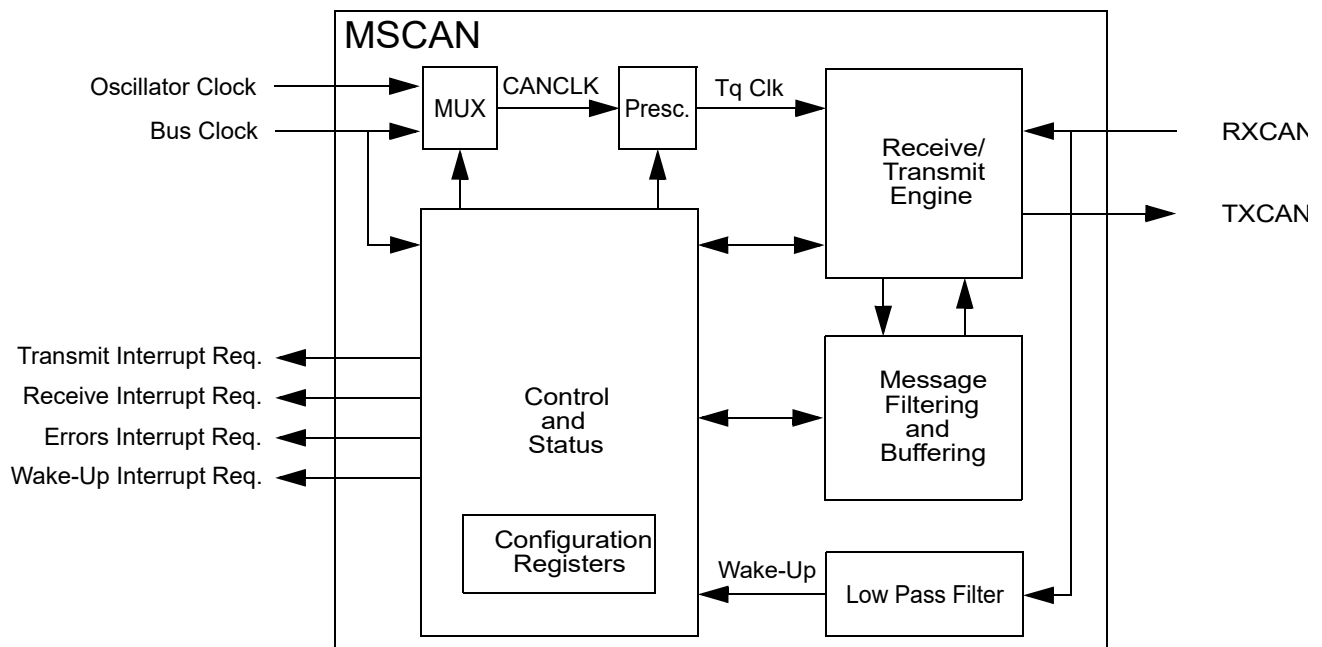 MSCAN
Oscillator Clock
Bus Clock
MUX
CANCLK
Presc.
Tq Clk
Receive/
Transmit
Engine
RXCAN
TXCAN
Transmit Interrupt Req.
Receive Interrupt Req.
Errors Interrupt Req.
Wake-Up Interrupt Req.
Control
and
Status
Message
Filtering
and
Buffering
Configuration
Registers
Wake-Up
Low Pass Filter